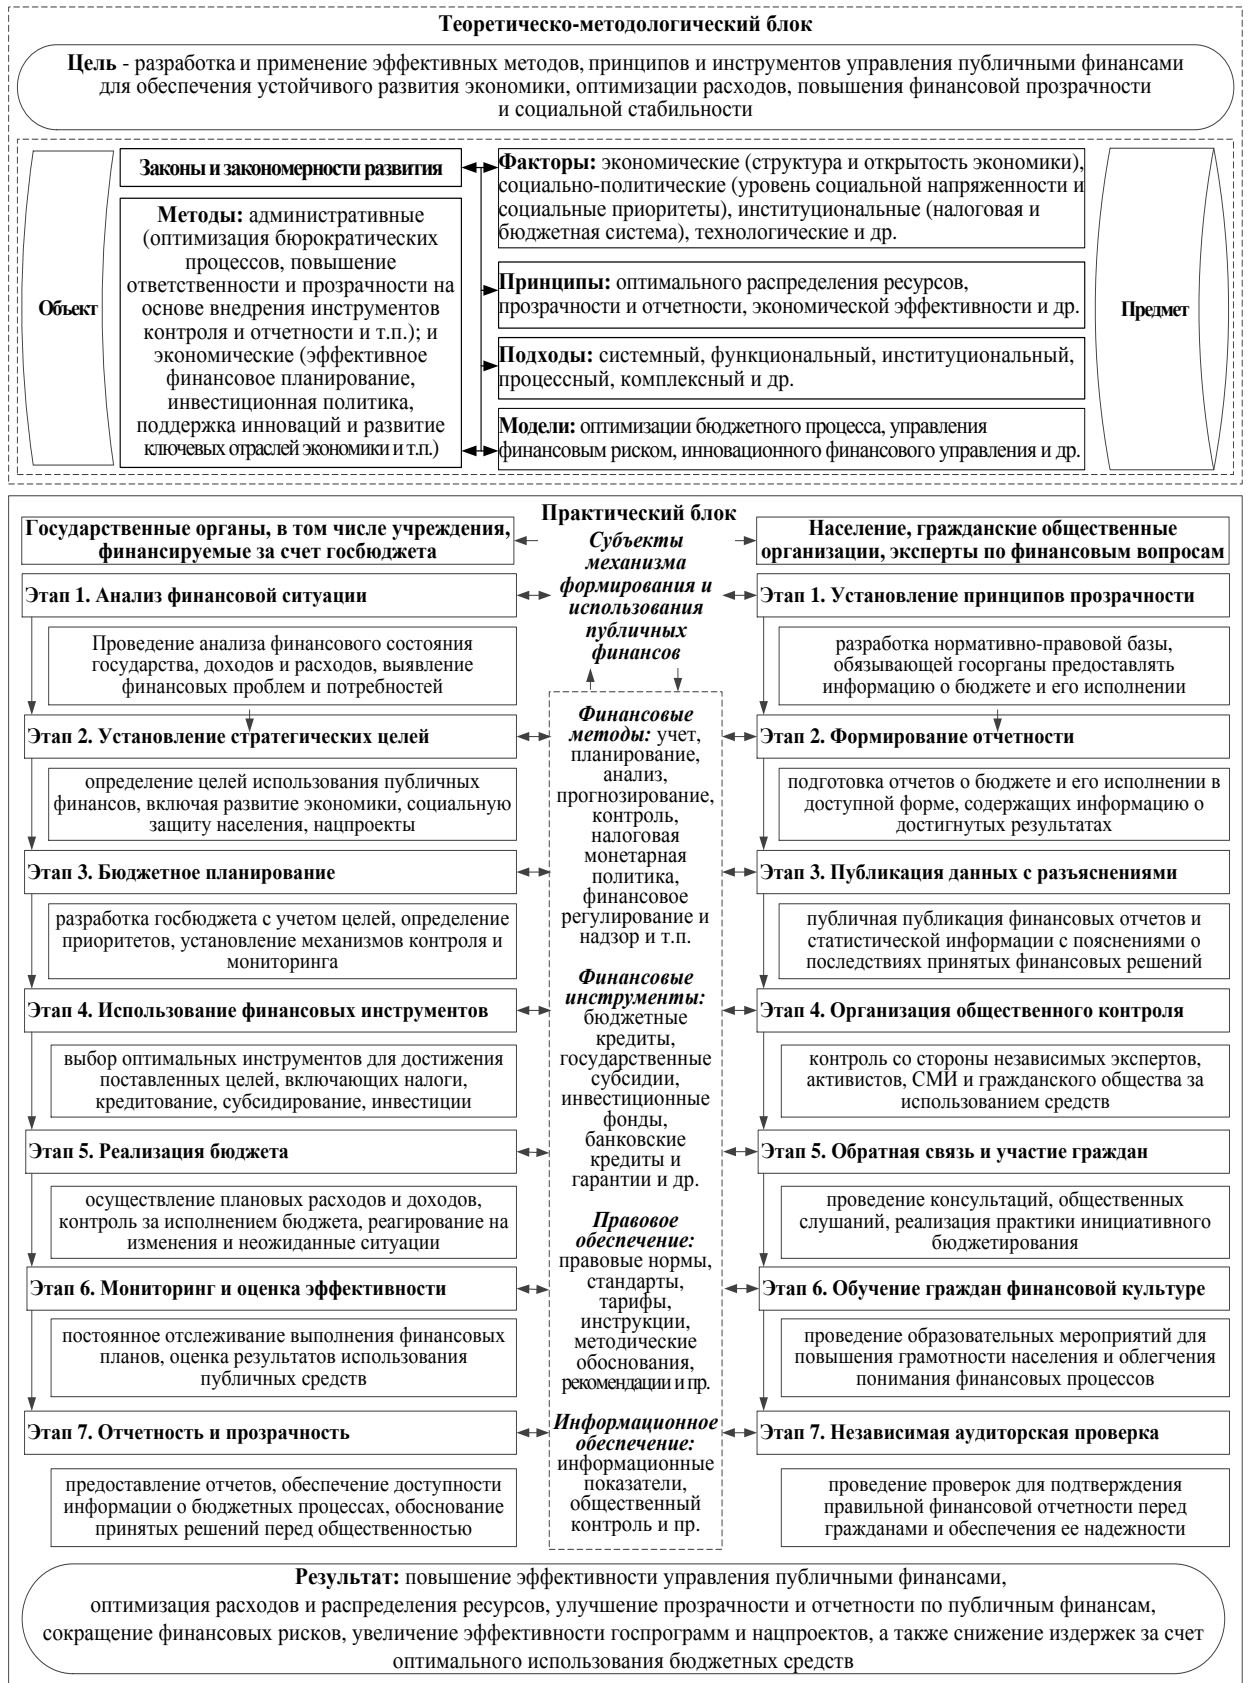 Теоретическо-методологический блок
Цель - разработка и применение эффективных методов, принципов и инструментов управления публичными финансами
для обеспечения устойчивого развития экономики, оптимизации расходов, повышения финансовой прозрачности
и социальной стабильности
Объект
Законы и закономерности развития
Методы: административные
(оптимизация бюрократических
процессов, повышение
ответственности и прозрачности на
основе внедрения инструментов
контроля и отчетности и т.п.); и
экономические (эффективное
финансовое планирование,
инвестиционная политика,
поддержка инноваций и развитие
ключевых отраслей экономики и т.п.)
Факторы: экономические (структура и открытость экономики),
социально-политические (уровень социальной напряженности и
социальные приоритеты), институциональные (налоговая и
бюджетная система), технологические и др.
Принципы: оптимального распределения ресурсов,
прозрачности и отчетности, экономической эффективности и др.
Подходы: системный, функциональный, институциональный,
процессный, комплексный и др.
Модели: оптимизации бюджетного процесса, управления
финансовым риском, инновационного финансового управления и др.
Предмет
Практический блок
Государственные органы, в том числе учреждения,
финансируемые за счет госбюджета
Этап 1. Анализ финансовой ситуации
Проведение анализа финансового состояния
государства, доходов и расходов, выявление
финансовых проблем и потребностей
Этап 2. Установление стратегических целей
определение целей использования публичных
финансов, включая развитие экономики, социальную
защиту населения, нацпроекты
Этап 3. Бюджетное планирование
разработка госбюджета с учетом целей, определение
приоритетов, установление механизмов контроля и
мониторинга
Этап 4. Использование финансовых инструментов
выбор оптимальных инструментов для достижения
поставленных целей, включающих налоги,
кредитование, субсидирование, инвестиции
Этап 5. Реализация бюджета
осуществление плановых расходов и доходов,
контроль за исполнением бюджета, реагирование на
изменения и неожиданные ситуации
Этап 6. Мониторинг и оценка эффективности
постоянное отслеживание выполнения финансовых
планов, оценка результатов использования
публичных средств
Этап 7. Отчетность и прозрачность
предоставление отчетов, обеспечение доступности
информации о бюджетных процессах, обоснование
принятых решений перед общественностью
Субъекты
механизма
формирования и
использования
публичных
финансов
Финансовые
методы: учет,
планирование,
анализ,
прогнозирование,
контроль,
налоговая
монетарная
политика,
финансовое
регулирование и
надзор и т.п.
Финансовые
инструменты:
бюджетные
кредиты,
государственные
субсидии,
инвестиционные
фонды,
банковские
кредиты и
гарантии и др.
Правовое
обеспечение:
правовые нормы,
стандарты,
тарифы,
инструкции,
методические
обоснования,
рекомендации и пр.
Информационное
обеспечение:
информационные
показатели,
общественный
контроль и пр.
Население, гражданские общественные
организации, эксперты по финансовым вопросам
Этап 1. Установление принципов прозрачности
разработка нормативно-правовой базы,
обязывающей госорганы предоставлять
информацию о бюджете и его исполнении
Этап 2. Формирование отчетности
подготовка отчетов о бюджете и его исполнении в
доступной форме, содержащих информацию о
достигнутых результатах
Этап 3. Публикация данных с разъяснениями
публичная публикация финансовых отчетов и
статистической информации с пояснениями о
последствиях принятых финансовых решений
Этап 4. Организация общественного контроля
контроль со стороны независимых экспертов,
активистов, СМИ и гражданского общества за
использованием средств
Этап 5. Обратная связь и участие граждан
проведение консультаций, общественных
слушаний, реализация практики инициативного
бюджетирования
Этап 6. Обучение граждан финансовой культуре
проведение образовательных мероприятий для
повышения грамотности населения и облегчения
понимания финансовых процессов
Этап 7. Независимая аудиторская проверка
проведение проверок для подтверждения
правильной финансовой отчетности перед
гражданами и обеспечения ее надежности
Результат: повышение эффективности управления публичными финансами,
оптимизация расходов и распределения ресурсов, улучшение прозрачности и отчетности по публичным финансам,
сокращение финансовых рисков, увеличение эффективности госпрограмм и нацпроектов, а также снижение издержек за счет
оптимального использования бюджетных средств